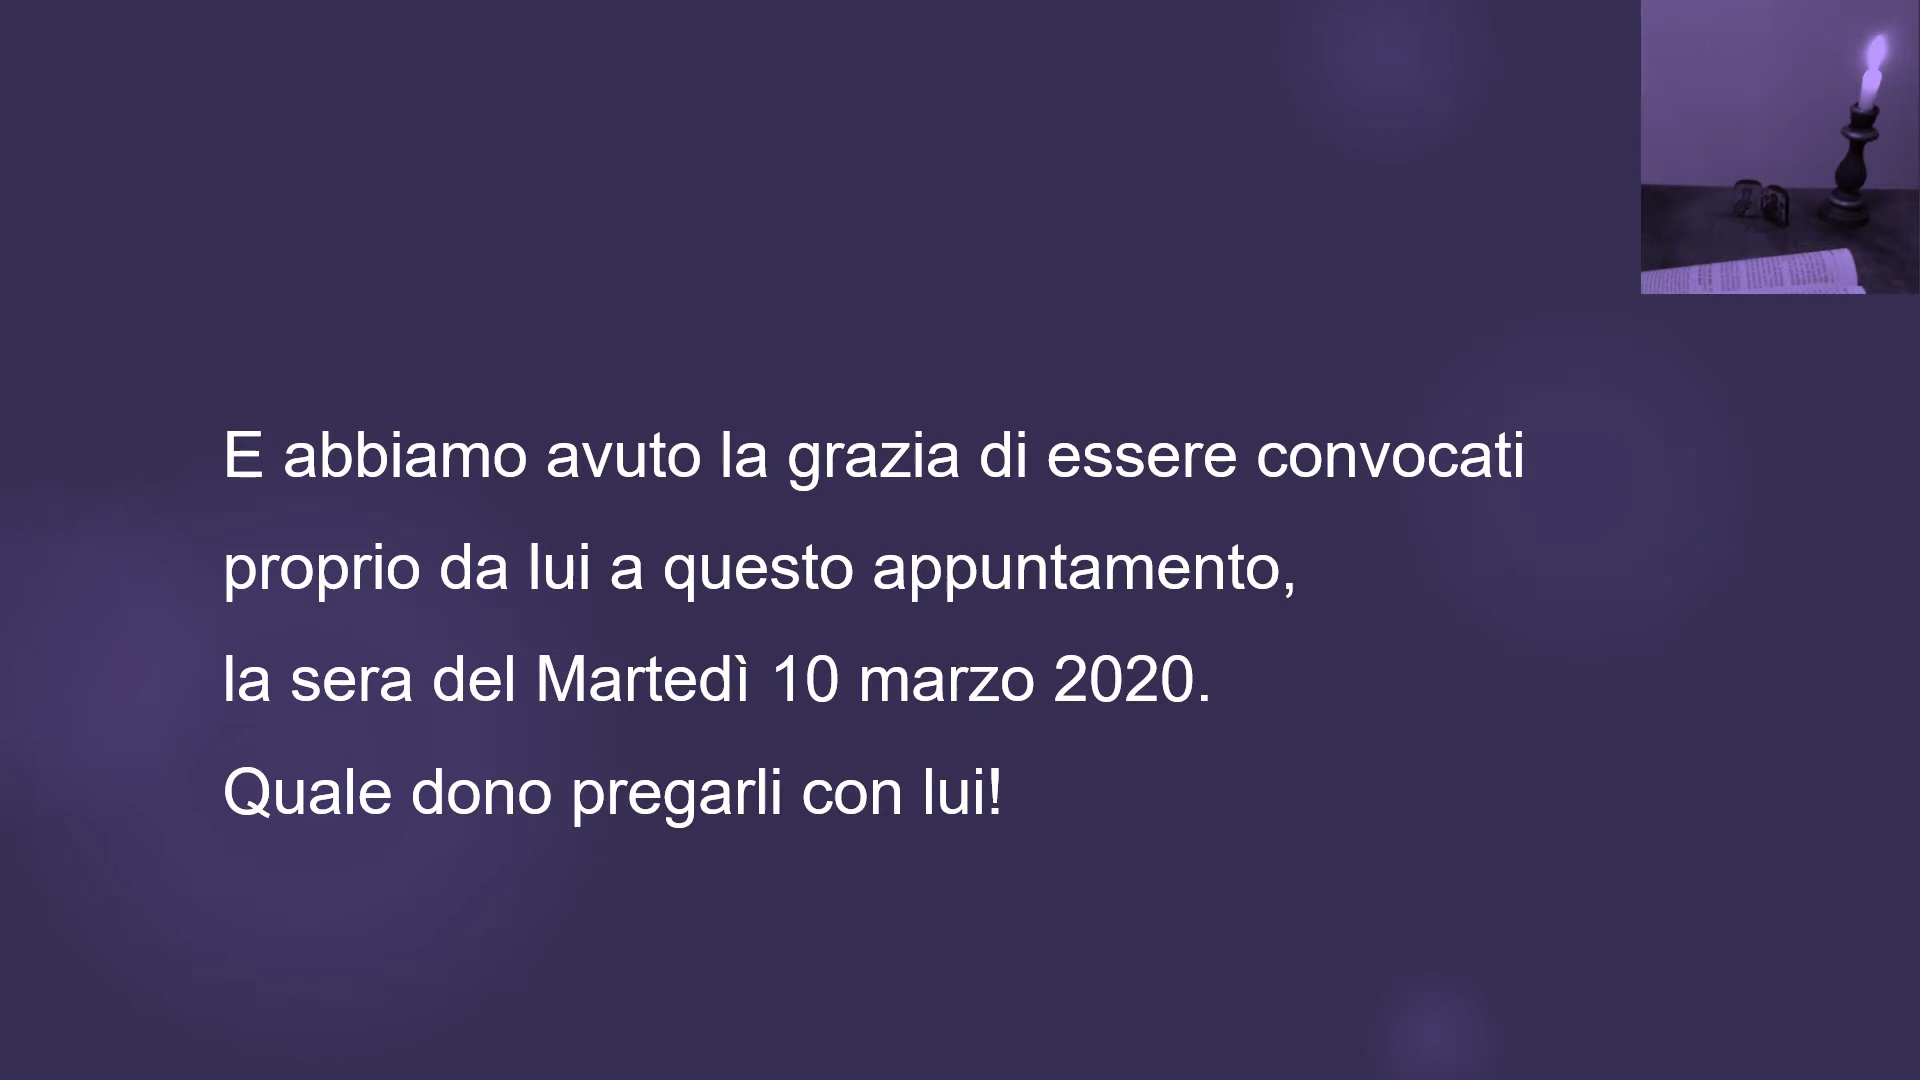 E abbiamo avuto la grazia di essere convocati
proprio da lui a questo appuntamento,
la sera del Martedì 10 marzo 2020.
Quale dono pregarli con lui!